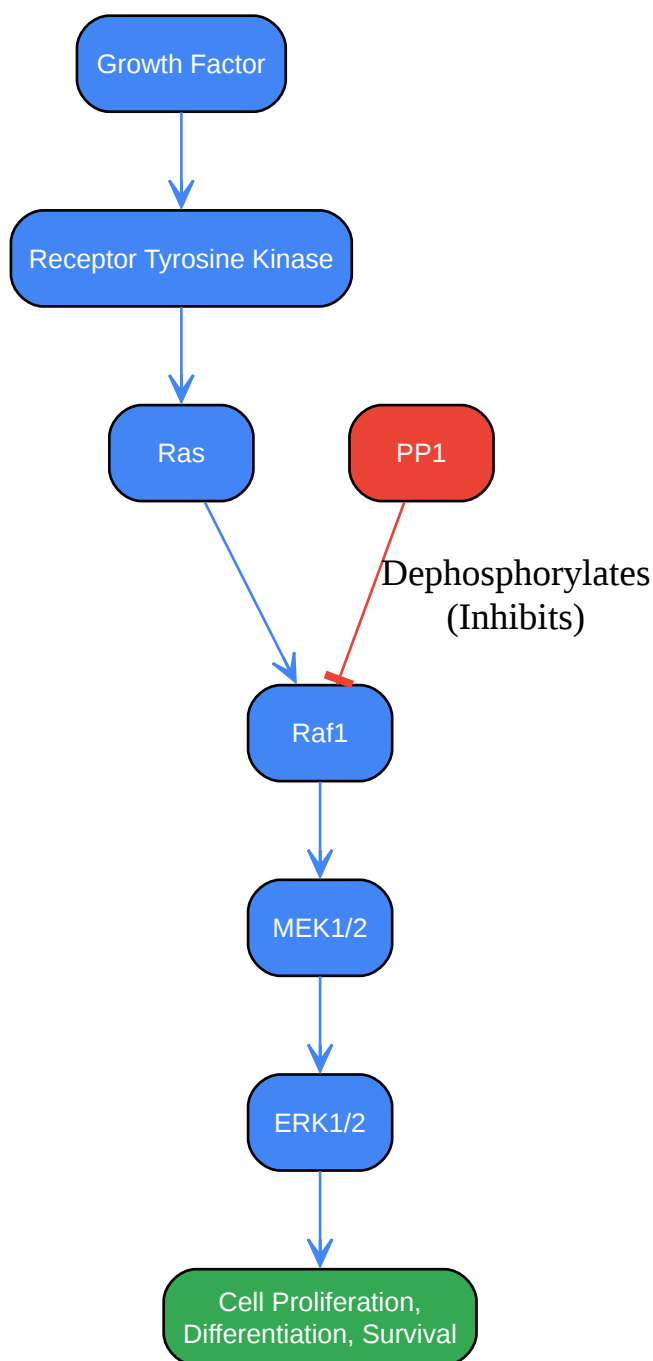 Growth Factor
Receptor Tyrosine Kinase
Ras
PP1
Dephosphorylates
(Inhibits)
Raf1
MEK1/2
ERK1/2
Cell Proliferation,
Differentiation, Survival